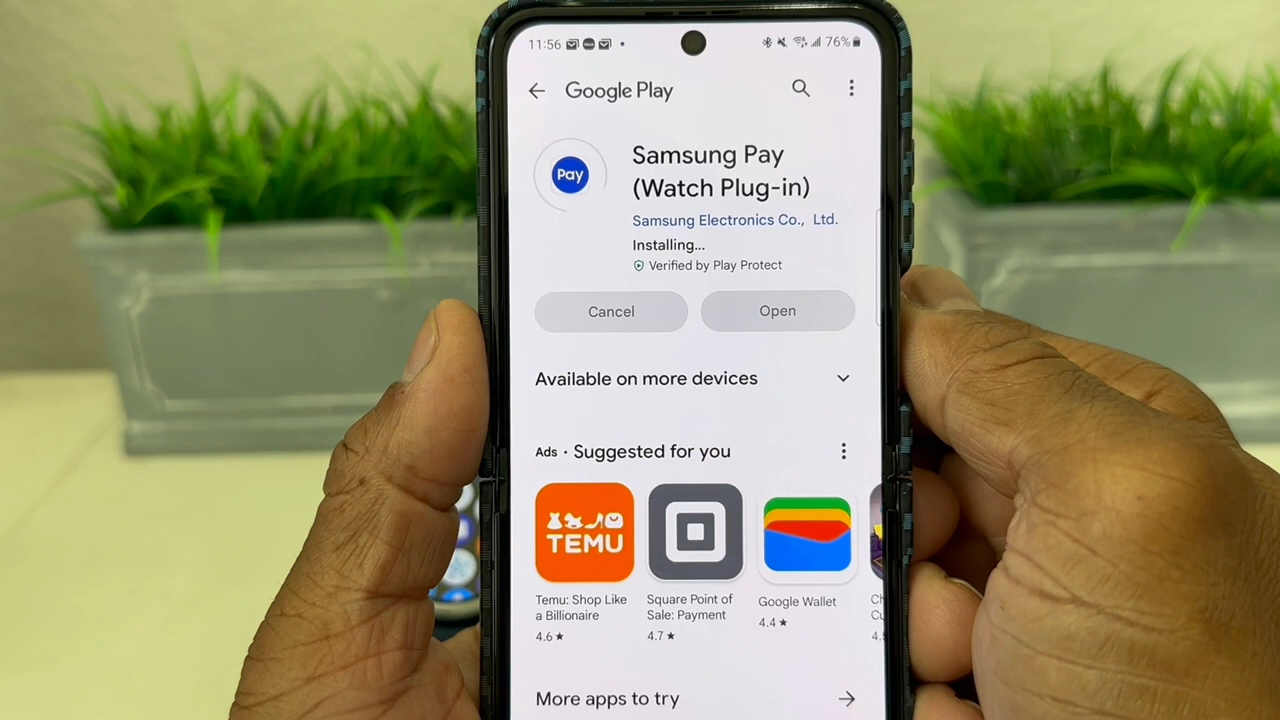 11:56 76%
Google Play
Pay
Samsung Pay
(Watch Plug-in)
Samsung Electronics Co., Ltd.
Installing...
Verified by Play Protect
Cancel Open
Available on more devices
Ads · Suggested for you
TEMU
Temu: Shop Like
a Billionaire
4.6★
Square Point of
Sale: Payment
4.7★
Google Wallet
4.4★
More apps to try